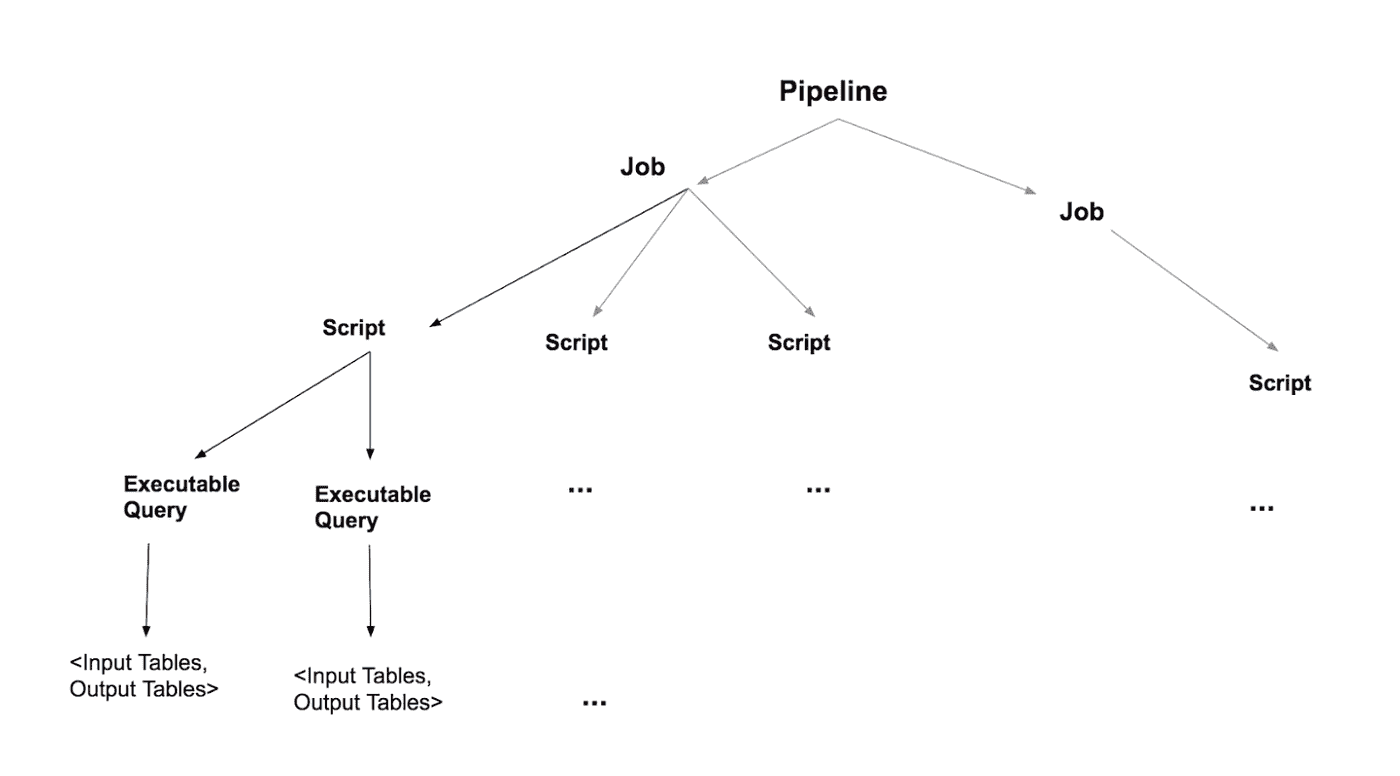 Pipeline
Job
Job
Script
Script
Script
Script
Executable
Query
Executable
Query
...
...
...
<Input Tables,
Output Tables>
<Input Tables,
Output Tables>
...